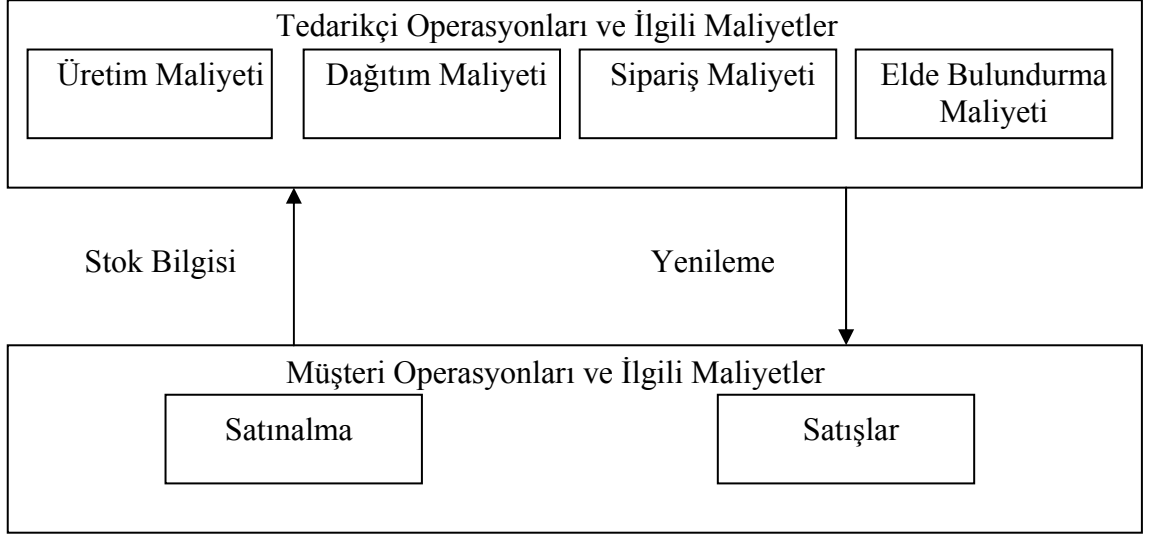 Tedarikçi Operasyonları ve İlgili Maliyetler
Üretim Maliyeti
Dağıtım Maliyeti
Sipariş Maliyeti
Elde Bulundurma
Maliyeti
Stok Bilgisi
Yenileme
Müşteri Operasyonları ve İlgili Maliyetler
Satınalma
Satışlar